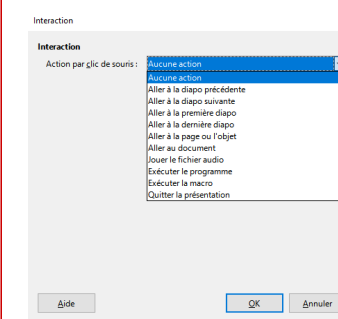 Interaction
Interaction
Action par clic de souris : Aucune action
Aucune action
Aller à la diapo précédente
Aller à la diapo suivante
Aller à la première diapo
Aller à la dernière diapo
Aller à la page ou l'objet
Aller au document
Jouer le fichier audio
Exécuter le programme
Exécuter la macro
Quitter la présentation
Aide OK Annuler